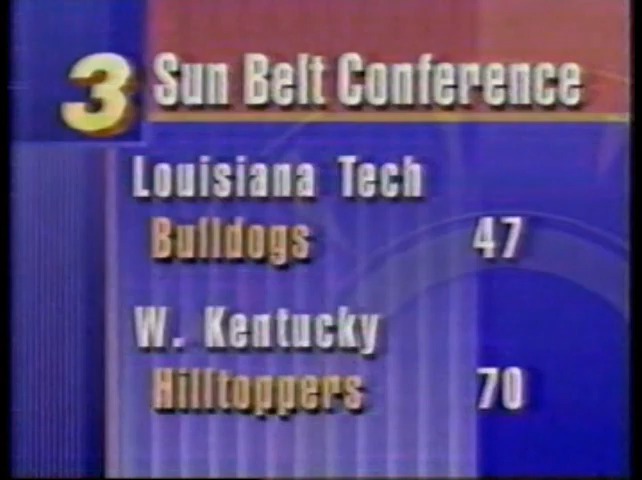 3 Sun Belt Conference
Louisiana Tech
Bulldogs 47
W. Kentucky
Hilltoppers 70